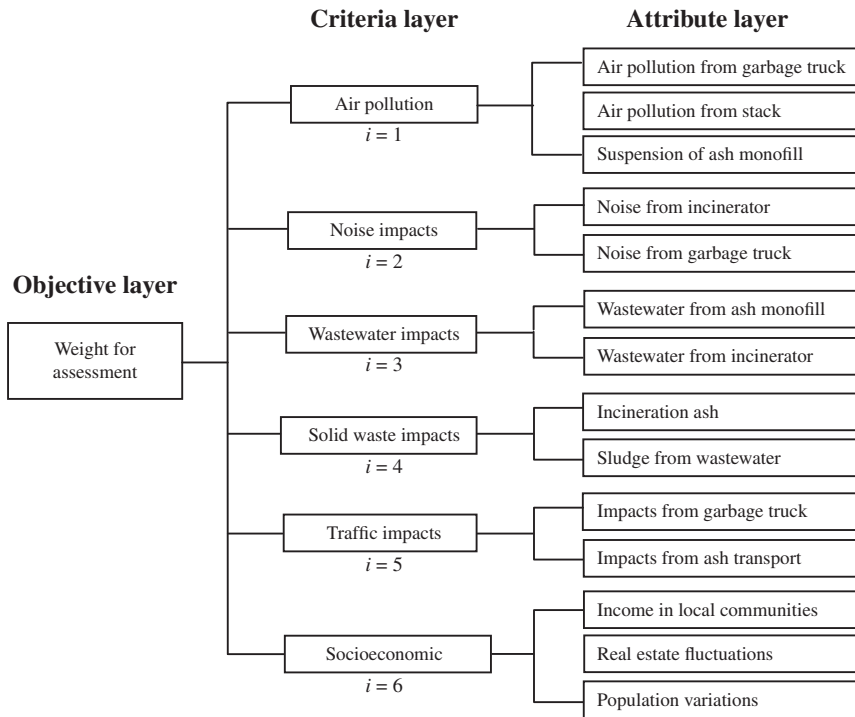 Criteria layer
Attribute layer
Objective layer
Weight for
assessment
Air pollution
i = 1
Air pollution from garbage truck
Air pollution from stack
Suspension of ash monofill
Noise impacts
i = 2
Noise from incinerator
Noise from garbage truck
Wastewater impacts
i = 3
Wastewater from ash monofill
Wastewater from incinerator
Solid waste impacts
i = 4
Incineration ash
Sludge from wastewater
Traffic impacts
i = 5
Impacts from garbage truck
Impacts from ash transport
Socioeconomic
i = 6
Income in local communities
Real estate fluctuations
Population variations